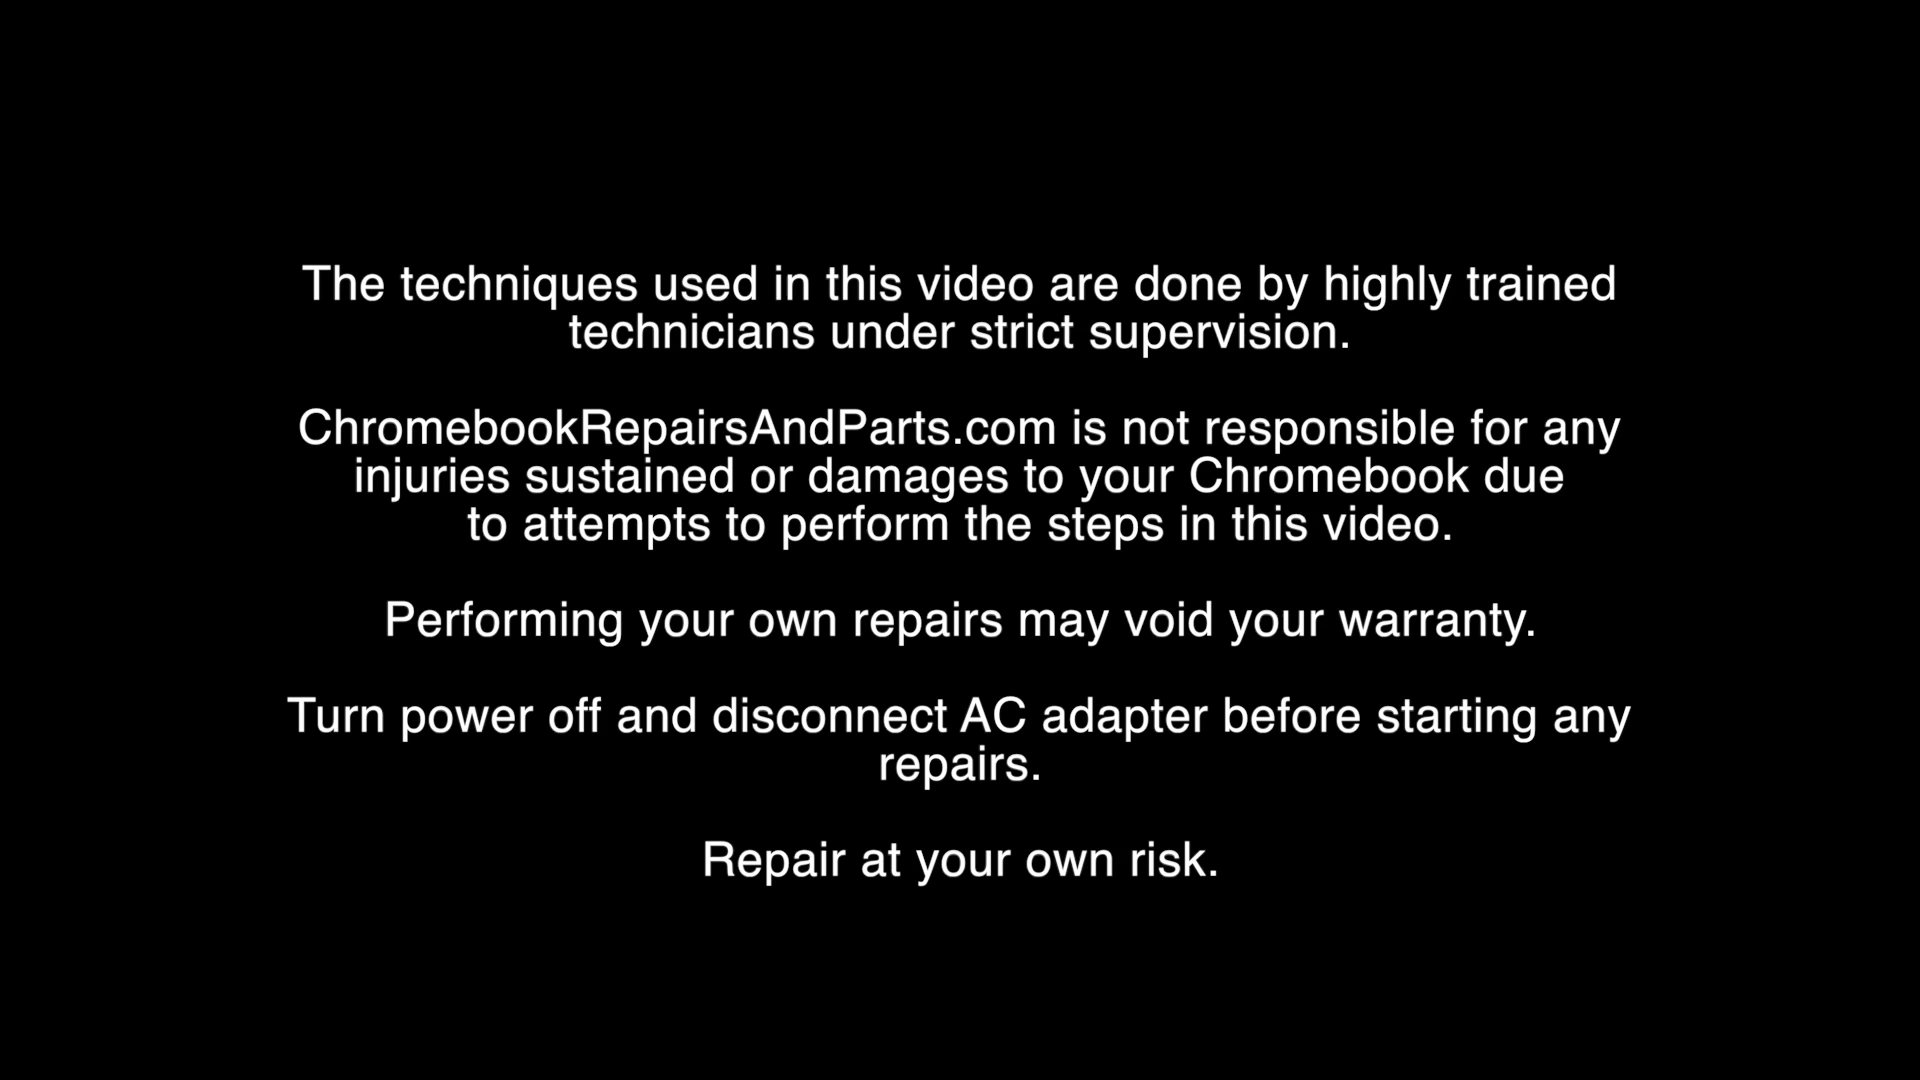 The techniques used in this video are done by highly trained
technicians under strict supervision.
ChromebookRepairsAndParts.com is not responsible for any
injuries sustained or damages to your Chromebook due
to attempts to perform the steps in this video.
Performing your own repairs may void your warranty.
Turn power off and disconnect AC adapter before starting any
repairs.
Repair at your own risk.